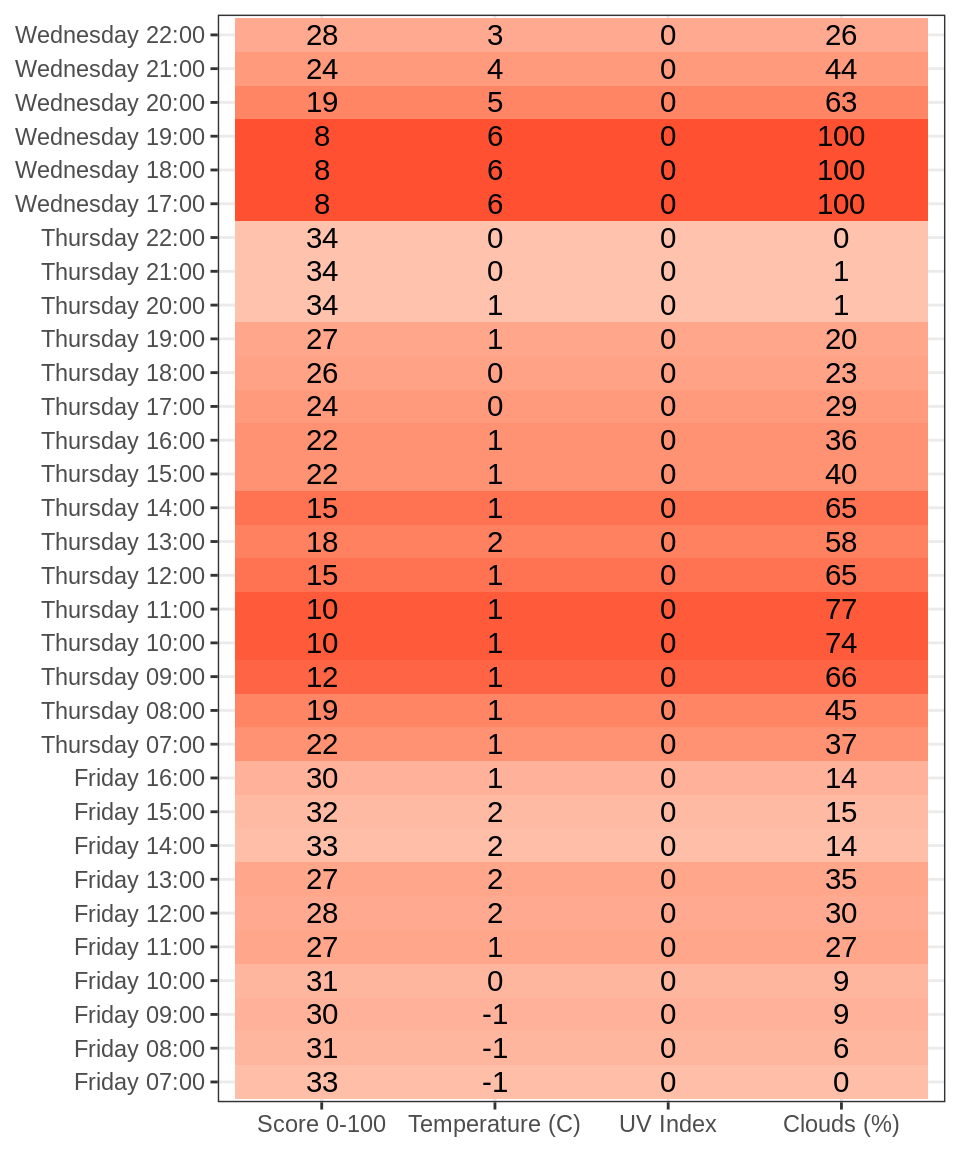 Wednesday 22:00 28 3 0 26
Wednesday 21:00 24 4 0 44
Wednesday 20:00 19 5 0 63
Wednesday 19:00 8 6 0 100
Wednesday 18:00 8 6 0 100
Wednesday 17:00 8 6 0 100
Thursday 22:00 34 0 0 0
Thursday 21:00 34 0 0 1
Thursday 20:00 34 1 0 1
Thursday 19:00 27 1 0 20
Thursday 18:00 26 0 0 23
Thursday 17:00 24 0 0 29
Thursday 16:00 22 1 0 36
Thursday 15:00 22 1 0 40
Thursday 14:00 15 1 0 65
Thursday 13:00 18 2 0 58
Thursday 12:00 15 1 0 65
Thursday 11:00 10 1 0 77
Thursday 10:00 10 1 0 74
Thursday 09:00 12 1 0 66
Thursday 08:00 19 1 0 45
Thursday 07:00 22 1 0 37
Friday 16:00 30 1 0 14
Friday 15:00 32 2 0 15
Friday 14:00 33 2 0 14
Friday 13:00 27 2 0 35
Friday 12:00 28 2 0 30
Friday 11:00 27 1 0 27
Friday 10:00 31 0 0 9
Friday 09:00 30 -1 0 9
Friday 08:00 31 -1 0 6
Friday 07:00 33 -1 0 0
Score 0-100 Temperature (C) UV Index Clouds (%)